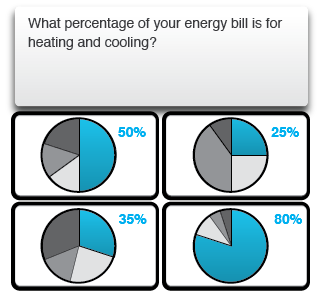 What percentage of your energy bill is for
heating and cooling?
50%
25%
35%
80%